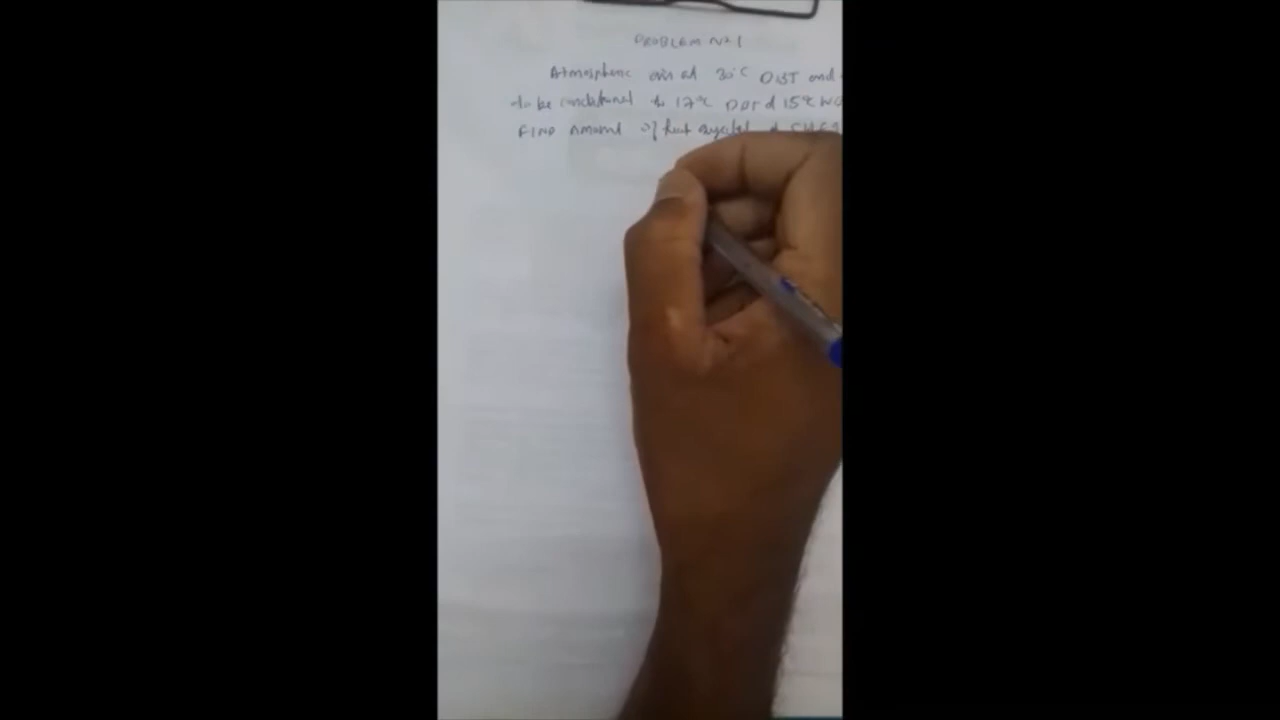 PROBLEM No 1
Atmospheric air at 30°C DBT and
to be conditioned to 17°C DBT & 15°C WB
FIND Amount of heat &